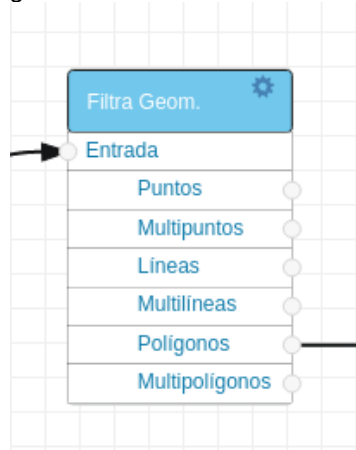 Filtra Geom.
Entrada
Puntos
Multipuntos
Líneas
Multilíneas
Polígonos
Multipolígonos